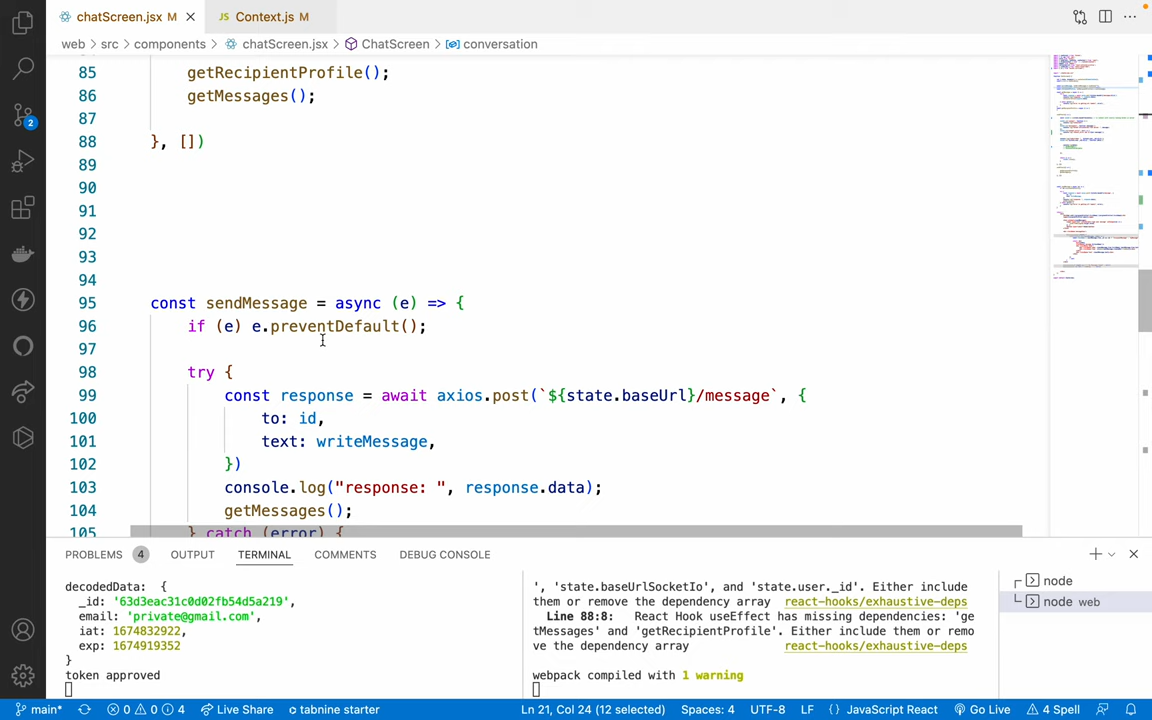 chatScreen.jsx M
JS Context.js M
web > src > components > chatScreen.jsx > ChatScreen > conversation
85 getRecipientProfile();
86 getMessages();
87
88 }, [])
89
90
91
92
93
94
95 const sendMessage = async (e) => {
96 if (e) e.preventDefault();
97
98 try {
99 const response = await axios.post(`${state.baseUrl}/message`, {
100 to: id,
101 text: writeMessage,
102 })
103 console.log("response: ", response.data);
104 getMessages();
105 } catch (error) {
2
PROBLEMS 4 OUTPUT TERMINAL COMMENTS DEBUG CONSOLE
decodedData: {
_id: '63d3eac31c0d02fb54d5a219',
email: 'private@gmail.com',
iat: 1674832922,
exp: 1674919352
}
token approved
', 'state.baseUrlSocketIo', and 'state.user._id'. Either include
them or remove the dependency array react-hooks/exhaustive-deps
Line 88:8: React Hook useEffect has missing dependencies: 'ge
tMessages' and 'getRecipientProfile'. Either include them or remo
ve the dependency array react-hooks/exhaustive-deps
webpack compiled with 1 warning
node
node web
main* 0 0 4 Live Share tabnine starter Ln 21, Col 24 (12 selected) Spaces: 4 UTF-8 LF {} JavaScript React Go Live 4 Spell